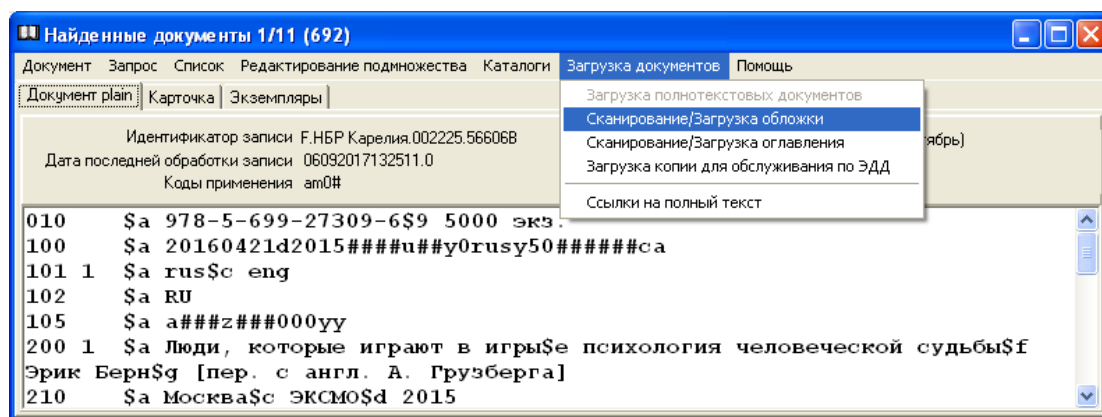 Найденные документы 1/11 (692)
Документ Запрос Список Редактирование подмножества Каталоги Загрузка документов Помощь
Документ plain Карточка Экземпляры
Загрузка полнотекстовых документов
Сканирование/Загрузка обложки
Сканирование/Загрузка оглавления
Загрузка копии для обслуживания по ЭДД
Ссылки на полный текст
Идентификатор записи F.НБР Карелия.002225.56606B
Дата последней обработки записи 06092017132511.0
Коды применения am0#
010 $a 978-5-699-27309-6$9 5000 экз.
100 $a 20160421d2015####u##y0rusy50######ca
101 1 $a rus$c eng
102 $a RU
105 $a a###z###000yy
200 1 $a Люди, которые играют в игры$e психология человеческой судьбы$f
Эрик Берн$g [пер. с англ. А. Грузберга]
210 $a Москва$c ЭКСМО$d 2015